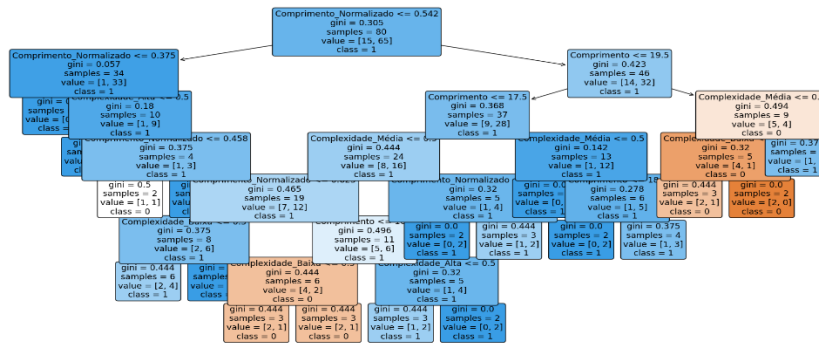 Comprimento_Normalizado <= 0.542
gini = 0.305
samples = 80
value = [15, 65]
class = 1
Comprimento_Normalizado <= 0.375
gini = 0.057
samples = 34
value = [1, 33]
class = 1
Comprimento <= 19.5
gini = 0.423
samples = 46
value = [14, 32]
class = 1
gini = 0.18
samples = 10
value = [1, 9]
class = 1
Comprimento <= 17.5
gini = 0.368
samples = 37
value = [9, 28]
class = 1
Complexidade_Média <=
gini = 0.494
samples = 9
value = [5, 4]
class = 0
<= 0.458
gini = 0.375
samples = 4
value = [1, 3]
class = 1
Complexidade_Média <=
gini = 0.444
samples = 24
value = [8, 16]
class = 1
Complexidade_Média <= 0.5
gini = 0.142
samples = 13
value = [1, 12]
class = 1
gini = 0.32
samples = 5
value = [4, 1]
class = 0
class = 1
gini = 0.5
samples = 2
value = [1, 1]
class = 0
gini = 0.465
samples = 19
value = [7, 12]
class = 1
gini = 0.32
samples = 5
value = [1, 4]
class = 1
gini = 0.278
samples = 6
value = [1, 5]
class = 1
gini = 0.444
samples = 3
value = [2, 1]
class = 0
gini = 0.0
samples = 2
value = [2, 0]
class = 0
gini = 0.375
samples = 8
value = [2, 6]
class = 1
gini = 0.496
samples = 11
value = [5, 6]
class = 1
gini = 0.0
samples = 2
value = [0, 2]
class = 1
gini = 0.444
samples = 3
value = [1, 2]
class = 1
gini = 0.0
samples = 2
value = [0, 2]
class = 1
gini = 0.375
samples = 4
value = [1, 3]
class = 1
gini = 0.444
samples = 6
value = [2, 4]
class = 1
gini = 0.444
samples = 6
value = [4, 2]
class = 0
Complexidade_Alta <= 0.5
gini = 0.32
samples = 5
value = [1, 4]
class = 1
gini = 0.444
samples = 3
value = [2, 1]
class = 0
gini = 0.444
samples = 3
value = [2, 1]
class = 0
gini = 0.444
samples = 3
value = [1, 2]
class = 1
gini = 0.0
samples = 2
value = [0, 2]
class = 1